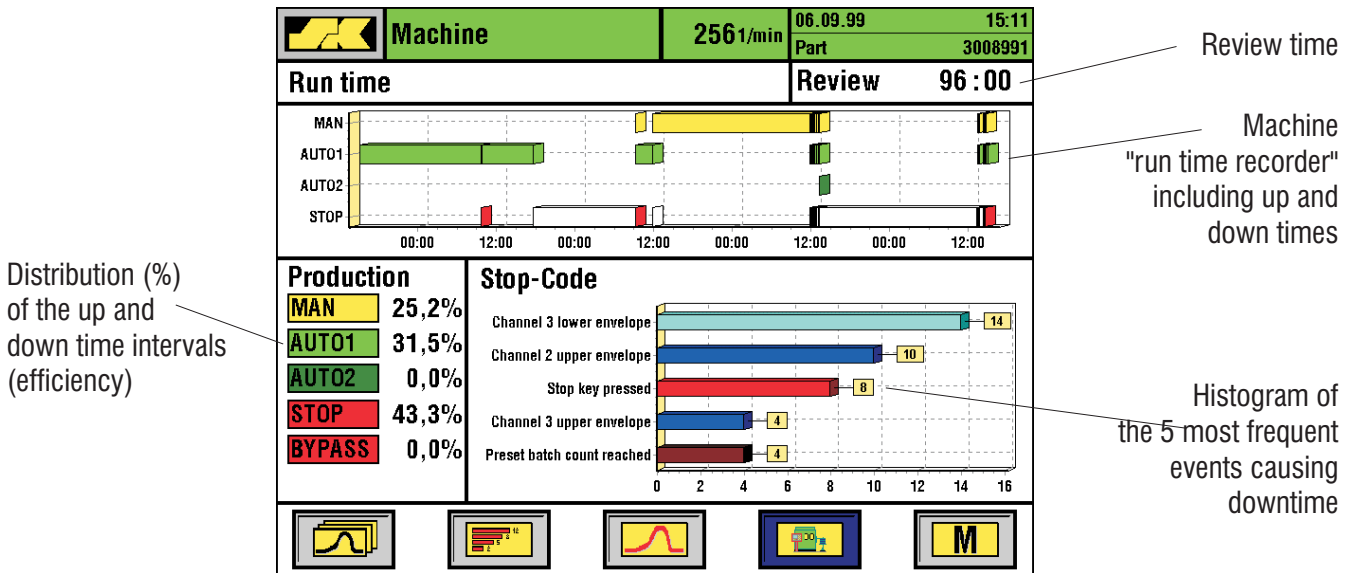 Machine
256 1/min
06.09.99 15:11
Part 3008991
Run time
Review 96:00
MAN
AUTO1
AUTO2
STOP
00:00 12:00 00:00 12:00 00:00 12:00 00:00 12:00
Production
MAN 25,2%
AUTO1 31,5%
AUTO2 0,0%
STOP 43,3%
BYPASS 0,0%
Stop-Code
Channel 3 lower envelope 14
Channel 2 upper envelope 10
Stop key pressed 8
Channel 3 upper envelope 4
Preset batch count reached 4
0 2 4 6 8 10 12 14 16
M
Distribution (%)
of the up and
down time intervals
(efficiency)
Review time
Machine
"run time recorder"
including up and
down times
Histogram of
the 5 most frequent
events causing
downtime